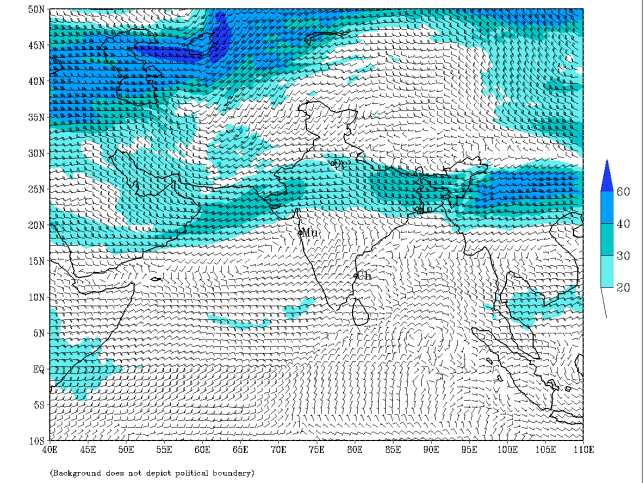 50N
45N
40N
35N
30N
25N
20N
15N
10N
5N
EQ
5S
10S
Mu
Ch
60
40
30
20
40E 45E 50E 55E 60E 65E 70E 75E 80E 85E 90E 95E 100E 105E 110E
(Background does not depict political boundary)